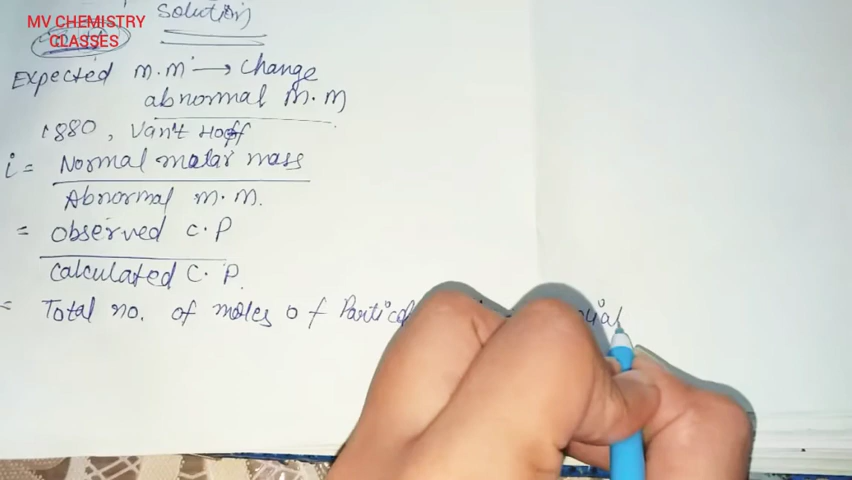 MV CHEMISTRY
CLASSES
Solution
Expected m.m → change
abnormal M.M
1880, Van't Hoff
i = Normal molar mass
Abnormal m.m.
= observed C.P
Calculated C.P.
= Total no. of moles of